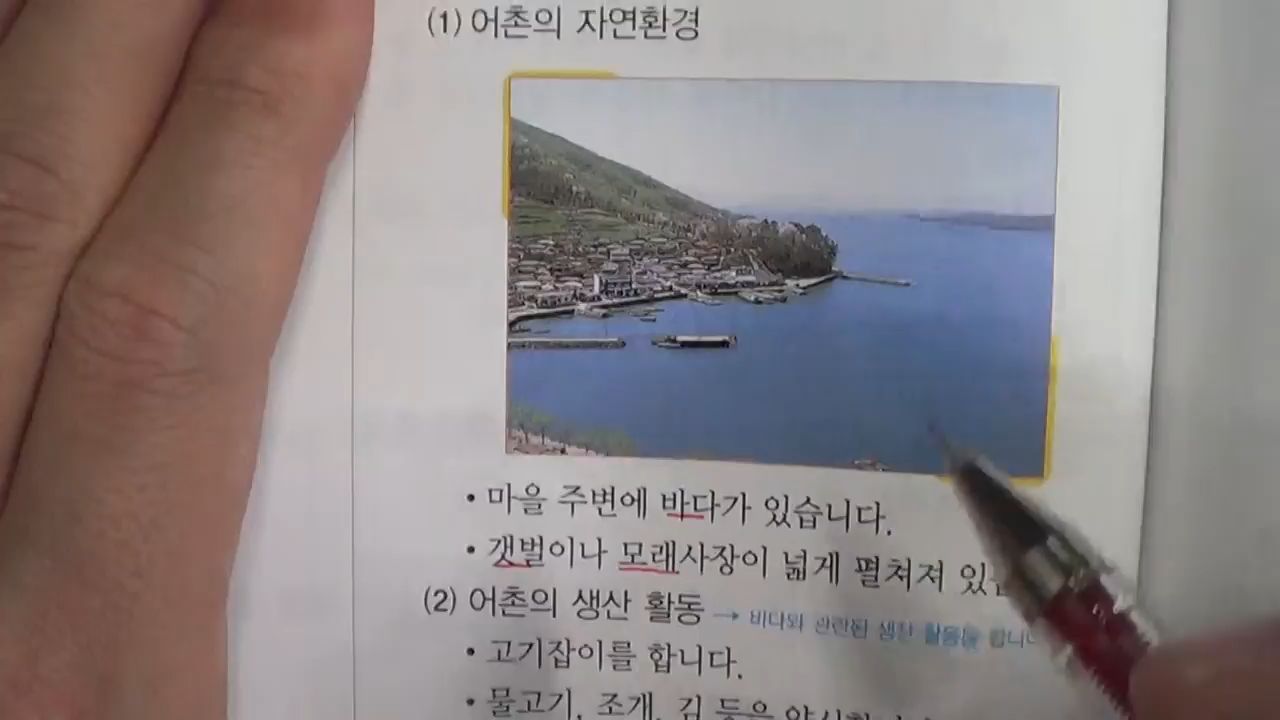 (1) 어촌의 자연환경
• 마을 주변에 바다가 있습니다.
• 갯벌이나 모래사장이 넓게 펼쳐져
(2) 어촌의 생산 활동 → 바다와 관련된 생산 활동을 합니
• 고기잡이를 합니다.
• 물고기, 조개, 김 등을